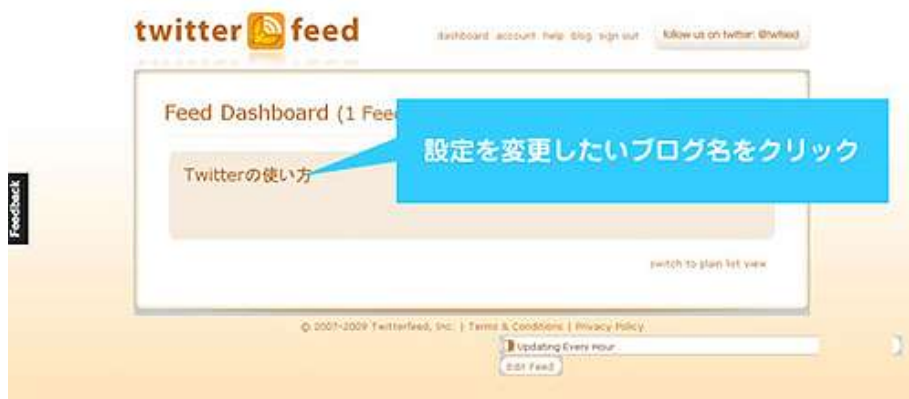 twitter feed
dashboard account help blog sign out
follow us on twitter: @twfeed
Feed Dashboard (1 Fee
設定を変更したいブログ名をクリック
Twitterの使い方
Feedback
switch to plain list view
© 2007-2009 Twitterfeed, Inc. | Terms & Conditions | Privacy Policy
Updating Every Hour
Edit Feed